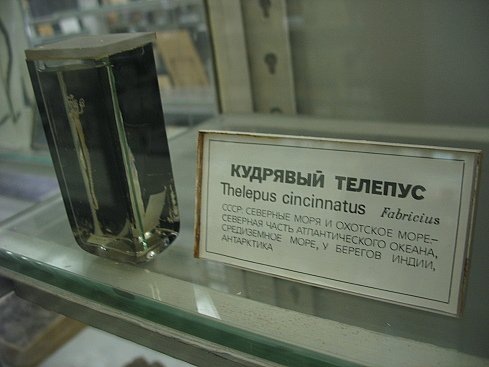 КУДРЯВЫЙ ТЕЛЕПУС
Thelepus cincinnatus Fabricius
СССР. СЕВЕРНЫЕ МОРЯ И ОХОТСКОЕ МОРЕ.–
СЕВЕРНАЯ ЧАСТЬ АТЛАНТИЧЕСКОГО ОКЕАНА,
СРЕДИЗЕМНОЕ МОРЕ, У БЕРЕГОВ ИНДИИ,
АНТАРКТИКА